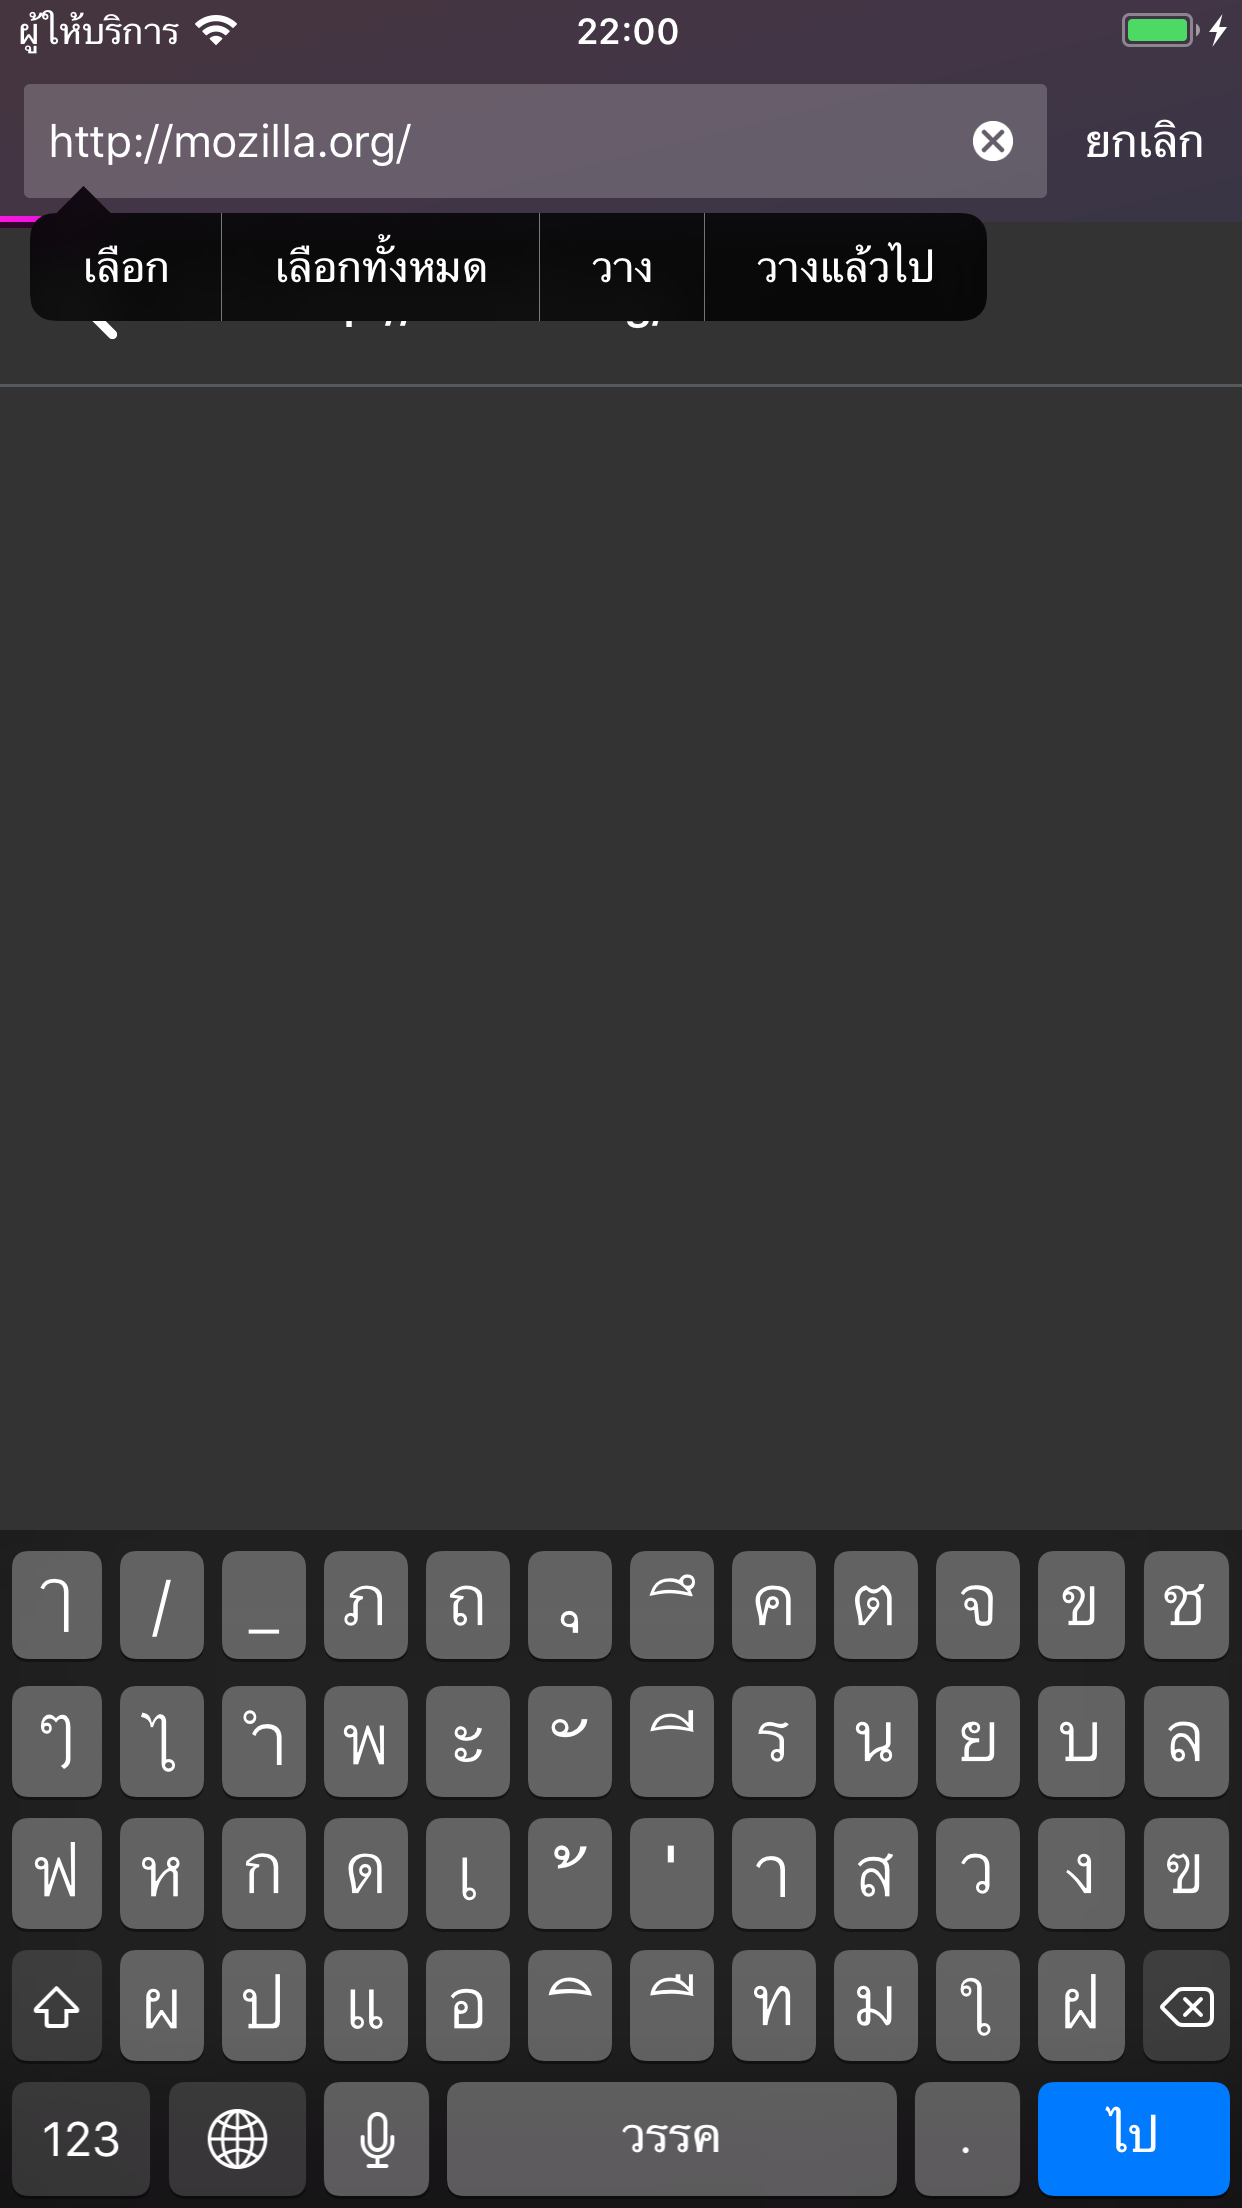 ผู้ให้บริการ 22:00
http://mozilla.org/ ยกเลิก
เลือก เลือกทั้งหมด วาง วางแล้วไป
ๅ / _ ภ ถ ุ ึ ค ต จ ข ช
ๆ ไ ำ พ ะ ั ี ร น ย บ ล
ฟ ห ก ด เ ้ ่ า ส ว ง ฃ
ผ ป แ อ ิ ื ท ม ใ ฝ
123 วรรค . ไป